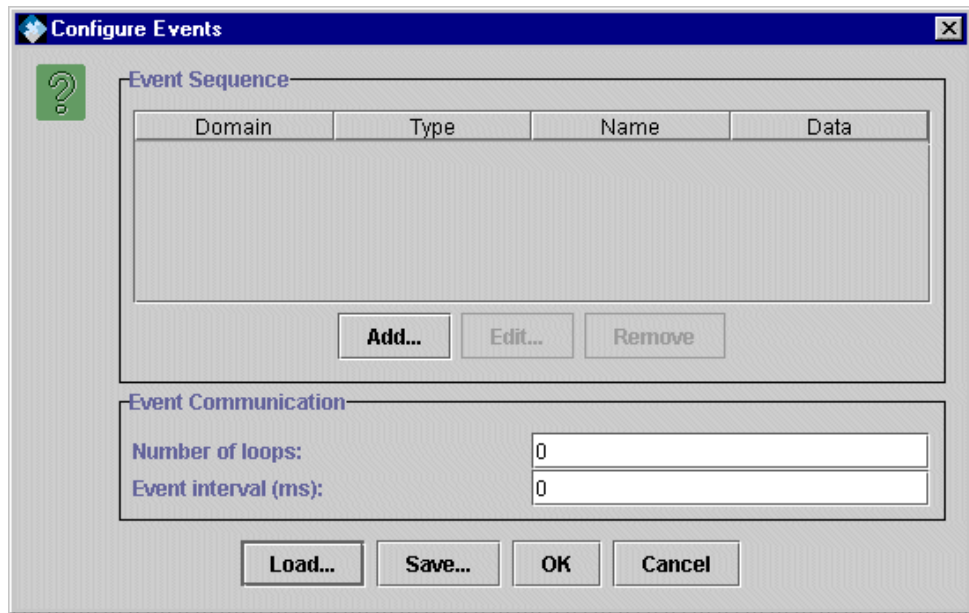 Configure Events
Event Sequence
Domain Type Name Data
Add... Edit... Remove
Event Communication
Number of loops: 0
Event interval (ms): 0
Load... Save... OK Cancel